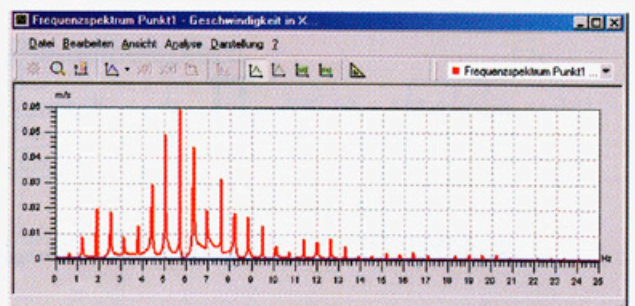 Frequenzspektrum Punkt1 - Geschwindigkeit in X...
Datei Bearbeiten Ansicht Analyse Darstellung ?
Frequenzspektrum Punkt1 ...
m/s
0.06
0.05
0.04
0.03
0.02
0.01
0
0 1 2 3 4 5 6 7 8 9 10 11 12 13 14 15 16 17 18 19 20 21 22 23 24 25
Hz